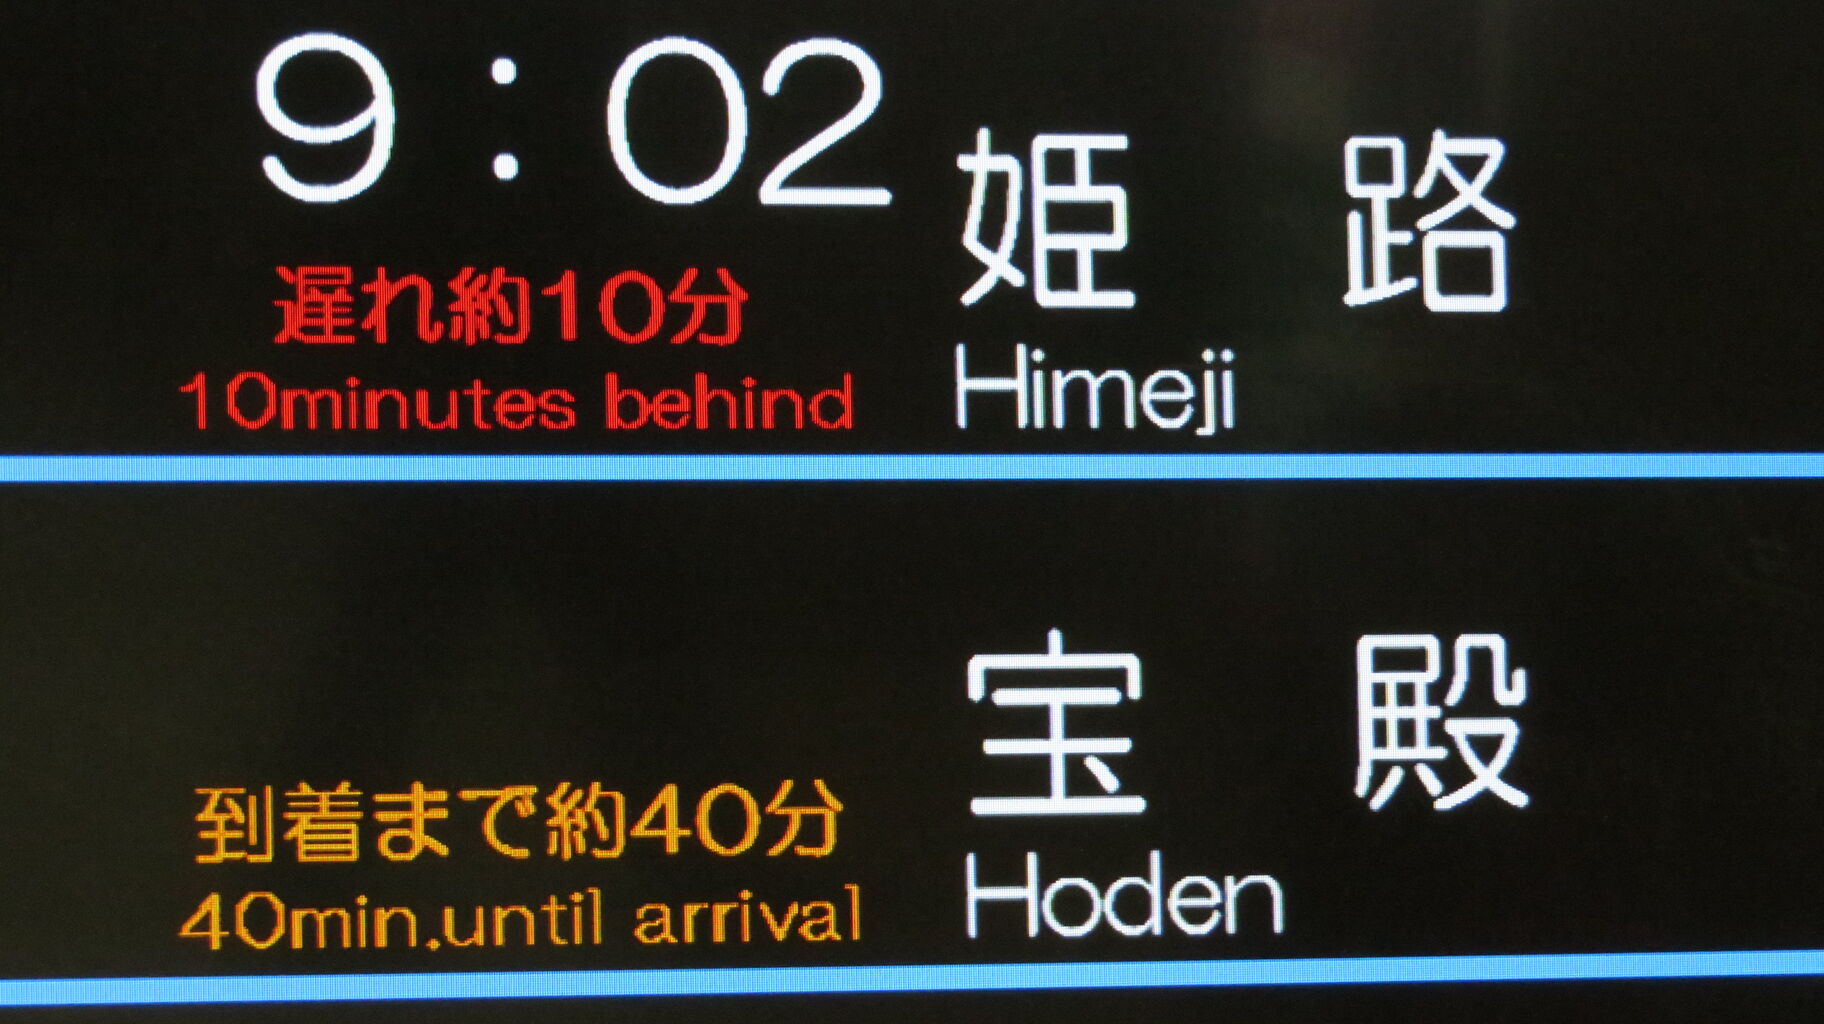 9:02
姫路
遅れ約10分
10minutes behind
Himeji
宝殿
到着まで約40分
40min.until arrival
Hoden